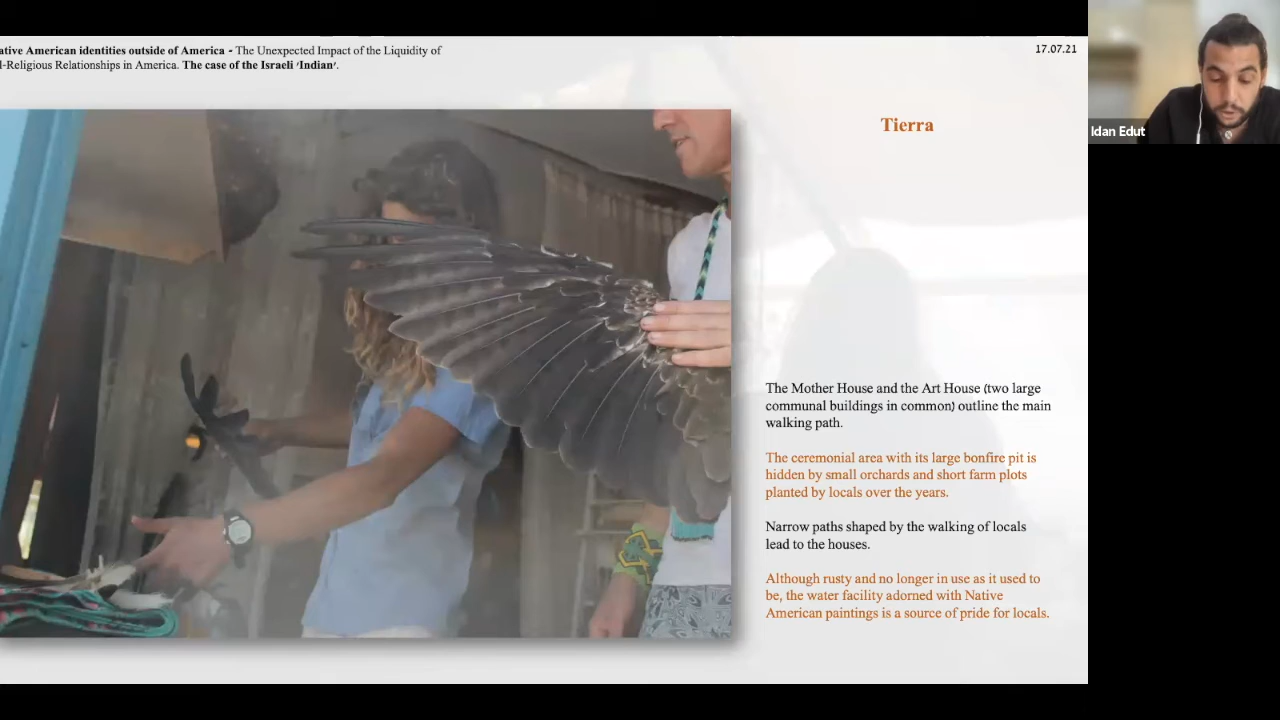 ative American identities outside of America - The Unexpected Impact of the Liquidity of
l-Religious Relationships in America. The case of the Israeli 'Indian'.
17.07.21
Idan Edut
Tierra
The Mother House and the Art House (two large
communal buildings in common) outline the main
walking path.
The ceremonial area with its large bonfire pit is
hidden by small orchards and short farm plots
planted by locals over the years.
Narrow paths shaped by the walking of locals
lead to the houses.
Although rusty and no longer in use as it used to
be, the water facility adorned with Native
American paintings is a source of pride for locals.